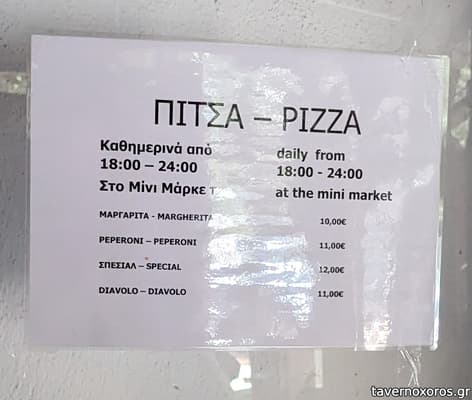 ΠΙΤΣΑ – PIZZA
Καθημερινά από daily from
18:00 – 24:00 18:00 - 24:00
Στο Μίνι Μάρκε at the mini market
ΜΑΡΓΑΡΙΤΑ - MARGHERITA 10,00€
PEPERONI – PEPERONI 11,00€
ΣΠΕΣΙΑΛ – SPECIAL 12,00€
DIAVOLO – DIAVOLO 11,00€
tavernoxoros.gr